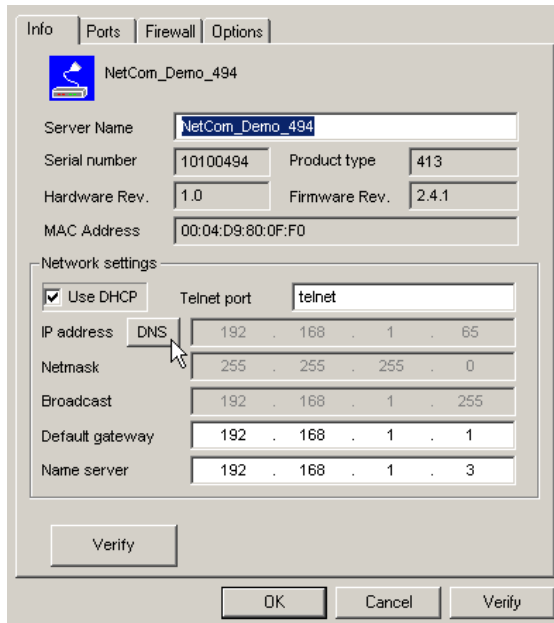 Info Ports Firewall Options
NetCom_Demo_494
Server Name NetCom_Demo_494
Serial number 10100494 Product type 413
Hardware Rev. 1.0 Firmware Rev. 2.4.1
MAC Address 00:04:D9:80:0F:F0
Network settings
Use DHCP Telnet port telnet
IP address DNS 192 . 168 . 1 . 65
Netmask 255 . 255 . 255 . 0
Broadcast 192 . 168 . 1 . 255
Default gateway 192 . 168 . 1 . 1
Name server 192 . 168 . 1 . 3
Verify
OK Cancel Verify